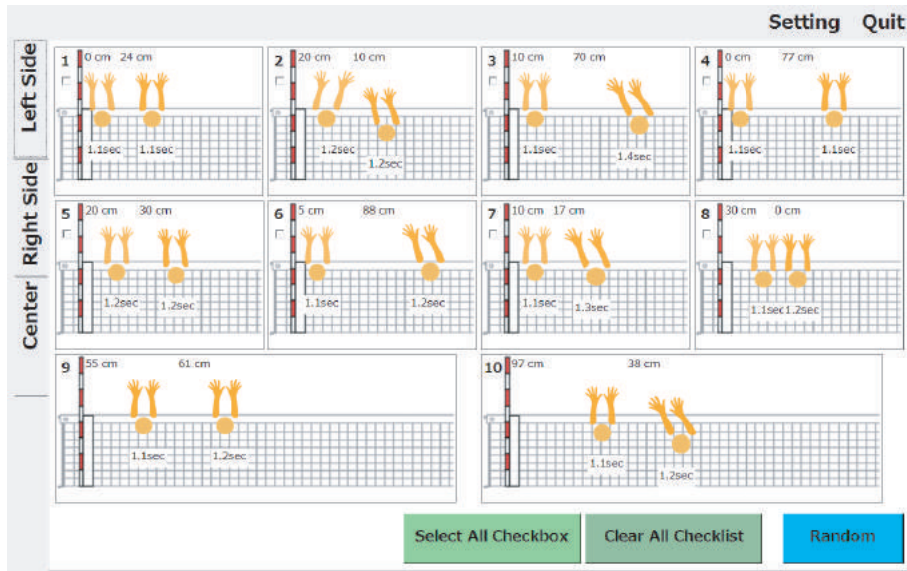 Setting Quit
Left Side
Right Side
Center
1 0 cm 24 cm
1.1sec 1.1sec
2 20 cm 10 cm
1.2sec
1.2sec
3 10 cm 70 cm
1.1sec
1.4sec
4 0 cm 77 cm
1.1sec 1.1sec
5 20 cm 30 cm
1.2sec 1.2sec
6 5 cm 88 cm
1.1sec 1.2sec
7 10 cm 17 cm
1.1sec
1.3sec
8 30 cm 0 cm
1.1sec 1.2sec
9 55 cm 61 cm
1.1sec 1.2sec
10 97 cm 38 cm
1.1sec
1.2sec
Select All Checkbox Clear All Checklist Random